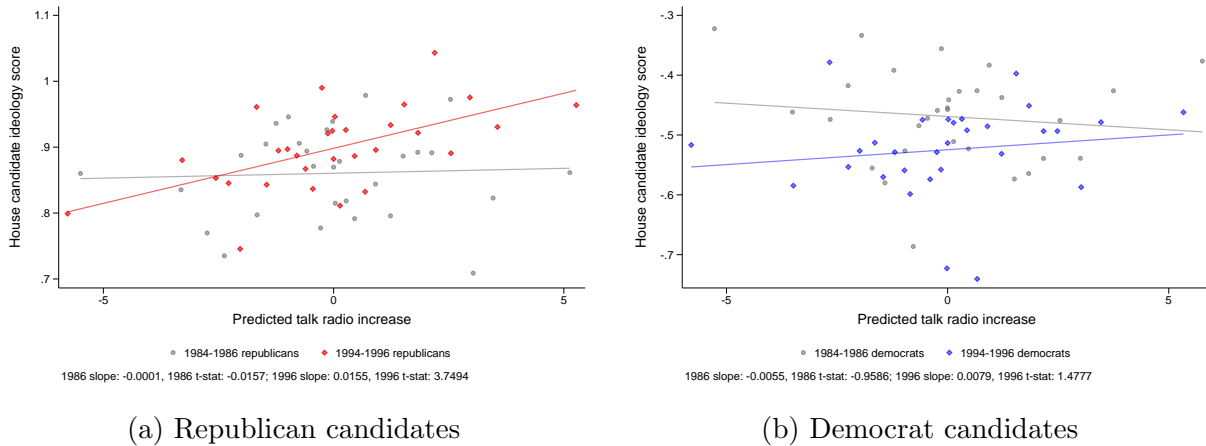 1.1
1
.9
.8
.7
House candidate ideology score
-5
0
5
Predicted talk radio increase
1984-1986 republicans
1994-1996 republicans
1986 slope: -0.0001, 1986 t-stat: -0.0157; 1996 slope: 0.0155, 1996 t-stat: 3.7494
(a) Republican candidates
-.3
-.4
-.5
-.6
-.7
House candidate ideology score
-5
0
5
Predicted talk radio increase
1984-1986 democrats
1994-1996 democrats
1986 slope: -0.0055, 1986 t-stat: -0.9586; 1996 slope: 0.0079, 1996 t-stat: 1.4777
(b) Democrat candidates